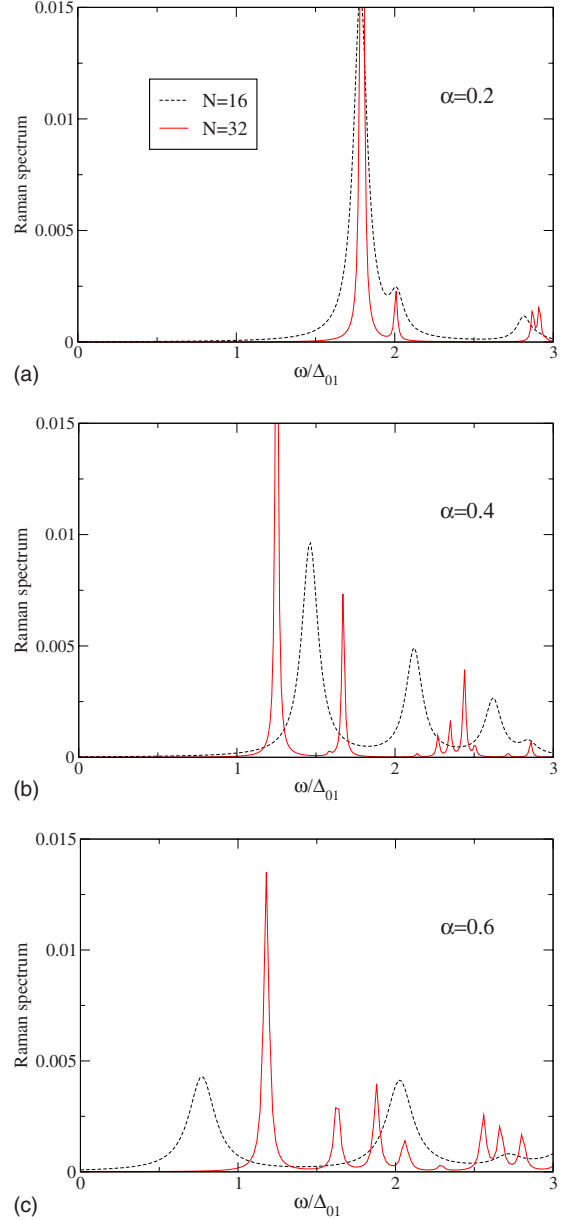 0.015
α=0.2
N=16
N=32
0.01
Raman spectrum
0.005
0
0 1 2 3
ω/Δ01
(a)
0.015
α=0.4
0.01
Raman spectrum
0.005
0
0 1 2 3
ω/Δ01
(b)
0.015
α=0.6
0.01
Raman spectrum
0.005
0
0 1 2 3
ω/Δ01
(c)